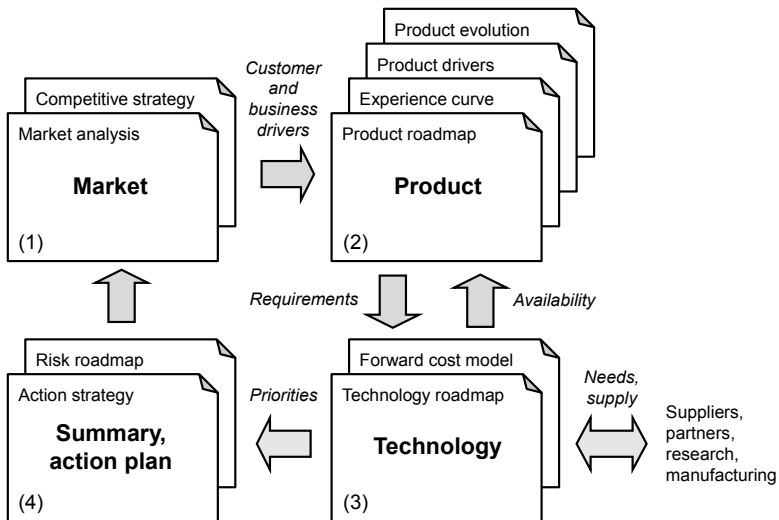 Competitive strategy
Market analysis
Market
(1)
Customer
and
business
drivers
Product evolution
Product drivers
Experience curve
Product roadmap
Product
(2)
Requirements
Availability
Risk roadmap
Action strategy
Summary,
action plan
(4)
Priorities
Forward cost model
Technology roadmap
Technology
(3)
Needs,
supply
Suppliers,
partners,
research,
manufacturing